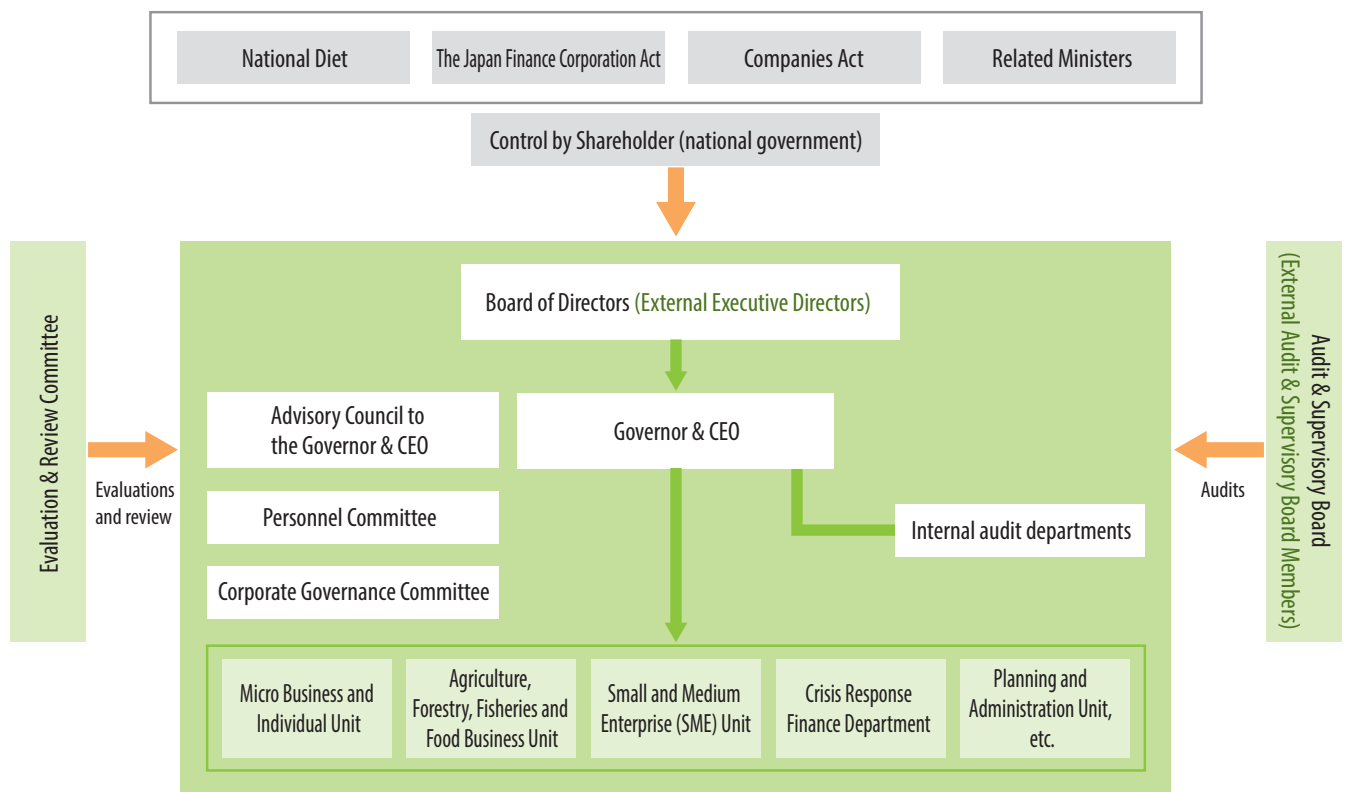 National Diet
The Japan Finance Corporation Act
Companies Act
Related Ministers
Control by Shareholder (national government)
Evaluation & Review Committee
Evaluations
and review
Board of Directors (External Executive Directors)
Advisory Council to
the Governor & CEO
Governor & CEO
Personnel Committee
Internal audit departments
Corporate Governance Committee
Micro Business and
Individual Unit
Agriculture,
Forestry, Fisheries and
Food Business Unit
Small and Medium
Enterprise (SME) Unit
Crisis Response
Finance Department
Planning and
Administration Unit,
etc.
Audits
Audit & Supervisory Board
(External Audit & Supervisory Board Members)